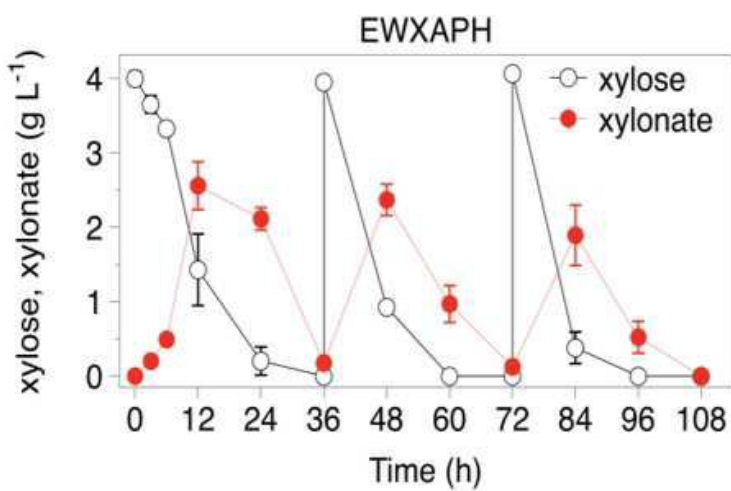 EWXAPH
xylose, xylonate (g L⁻¹)
4
3
2
1
0
xylose
xylonate
0 12 24 36 48 60 72 84 96 108
Time (h)